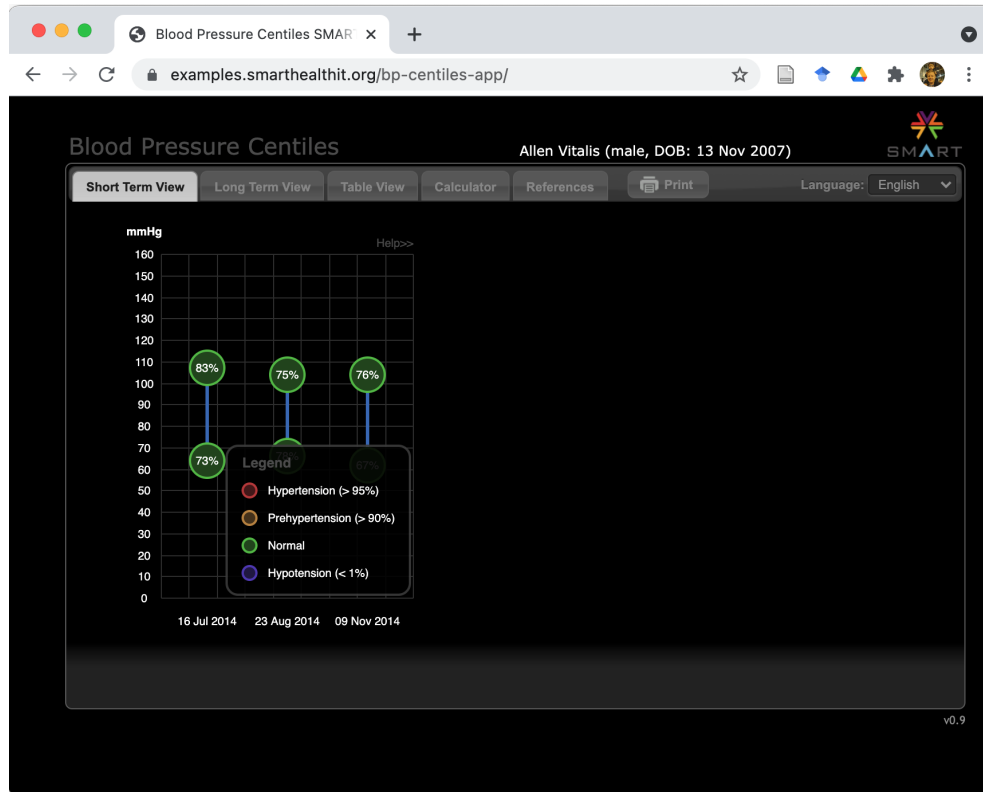 Blood Pressure Centiles SMAR
examples.smarthealthit.org/bp-centiles-app/
Blood Pressure Centiles
Allen Vitalis (male, DOB: 13 Nov 2007)
SMART
Short Term View Long Term View Table View Calculator References Print Language: English
mmHg
Help>>
160
150
140
130
120
110
100
90
80
70
60
50
40
30
20
10
0
83% 75% 76%
73% 78% 67%
Legend
Hypertension (> 95%)
Prehypertension (> 90%)
Normal
Hypotension (< 1%)
16 Jul 2014 23 Aug 2014 09 Nov 2014
v0.9